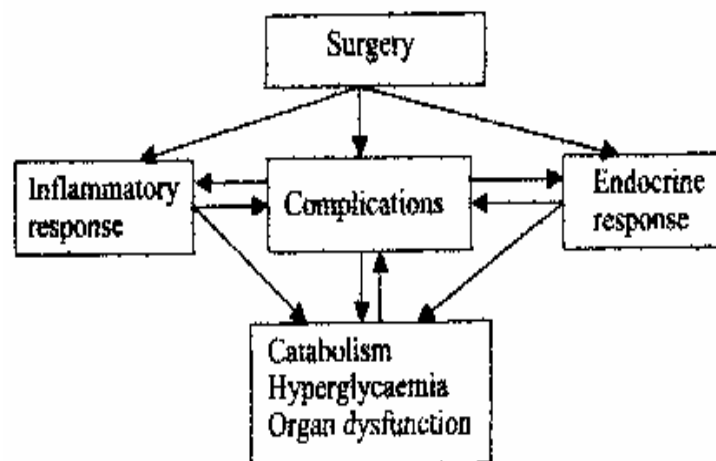 Surgery
Inflammatory
response
Complications
Endocrine
response
Catabolism
Hyperglycaemia
Organ dysfunction